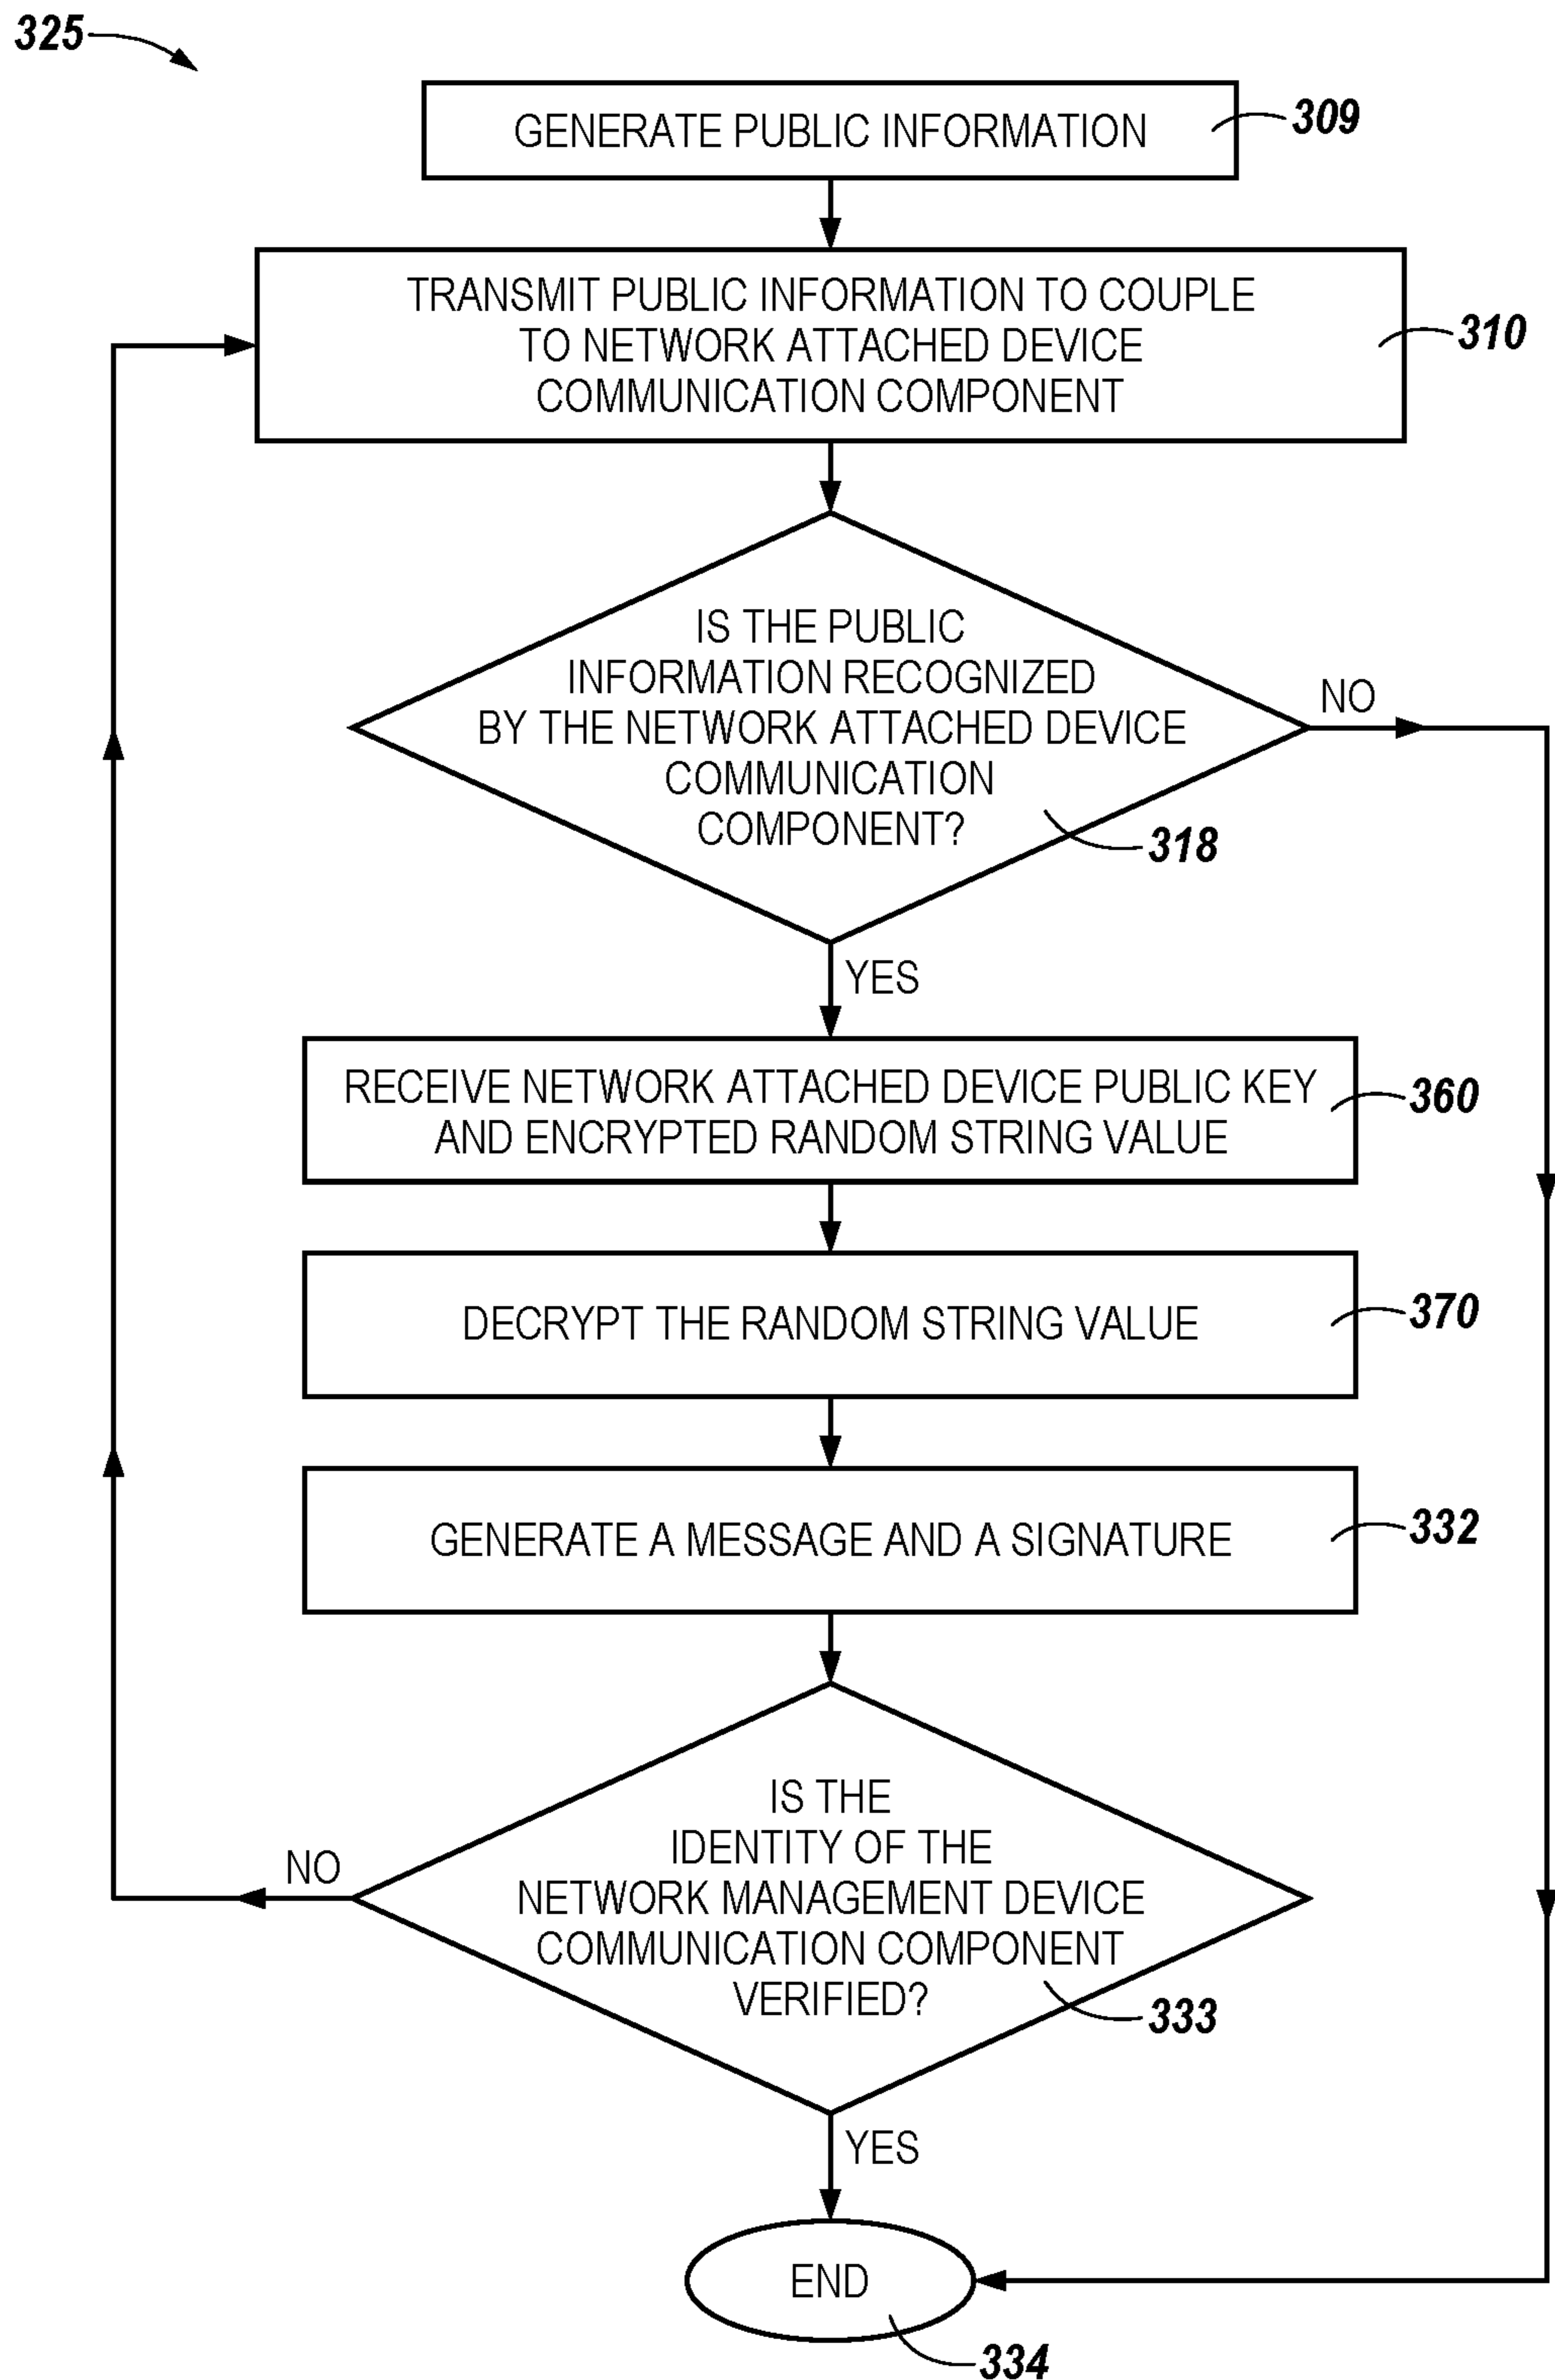 325
GENERATE PUBLIC INFORMATION
309
TRANSMIT PUBLIC INFORMATION TO COUPLE
TO NETWORK ATTACHED DEVICE
COMMUNICATION COMPONENT
310
IS THE PUBLIC
INFORMATION RECOGNIZED
BY THE NETWORK ATTACHED DEVICE
COMMUNICATION
COMPONENT?
NO
318
YES
RECEIVE NETWORK ATTACHED DEVICE PUBLIC KEY
AND ENCRYPTED RANDOM STRING VALUE
360
DECRYPT THE RANDOM STRING VALUE
370
GENERATE A MESSAGE AND A SIGNATURE
332
IS THE
IDENTITY OF THE
NETWORK MANAGEMENT DEVICE
COMMUNICATION COMPONENT
VERIFIED?
NO
333
YES
END
334